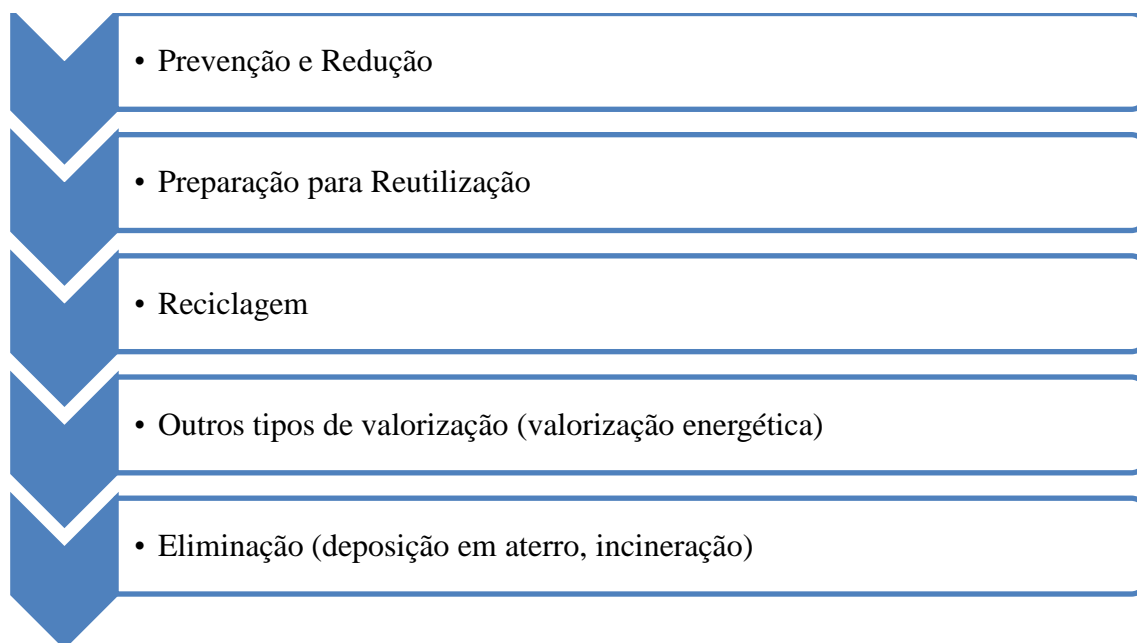 • Prevenção e Redução
• Preparação para Reutilização
• Reciclagem
• Outros tipos de valorização (valorização energética)
• Eliminação (deposição em aterro, incineração)